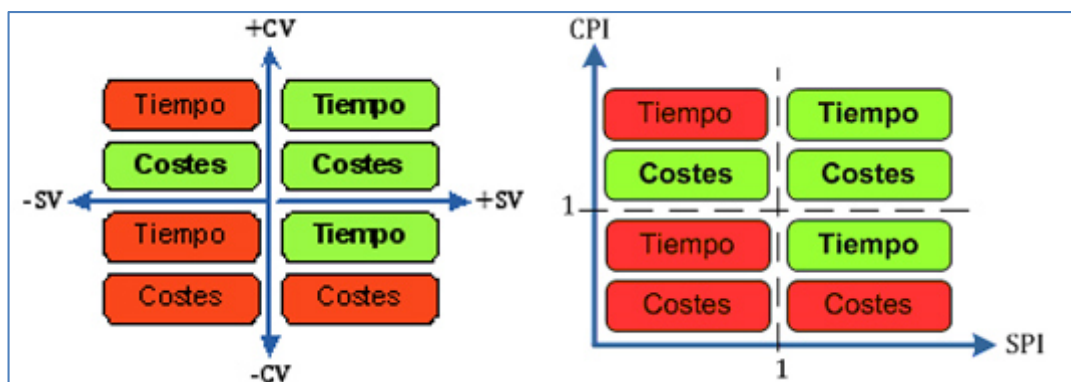 +CV
Tiempo
Tiempo
Costes
Costes
-SV
+SV
Tiempo
Tiempo
Costes
Costes
-CV
CPI
Tiempo
Tiempo
Costes
Costes
1
Tiempo
Tiempo
Costes
Costes
SPI
1